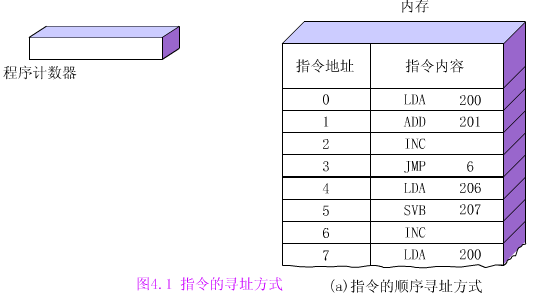 内存
程序计数器
指令地址 指令内容
0 LDA 200
1 ADD 201
2 INC
3 JMP 6
4 LDA 206
5 SVB 207
6 INC
7 LDA 200
图4.1 指令的寻址方式 (a)指令的顺序寻址方式